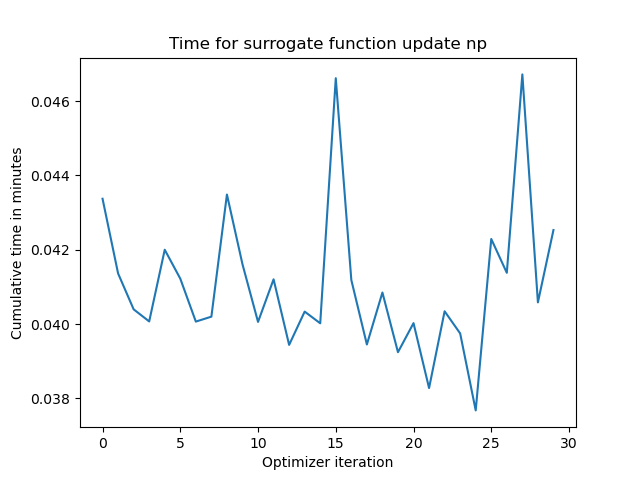 Time for surrogate function update np
Cumulative time in minutes
0.046
0.044
0.042
0.040
0.038
0 5 10 15 20 25 30
Optimizer iteration